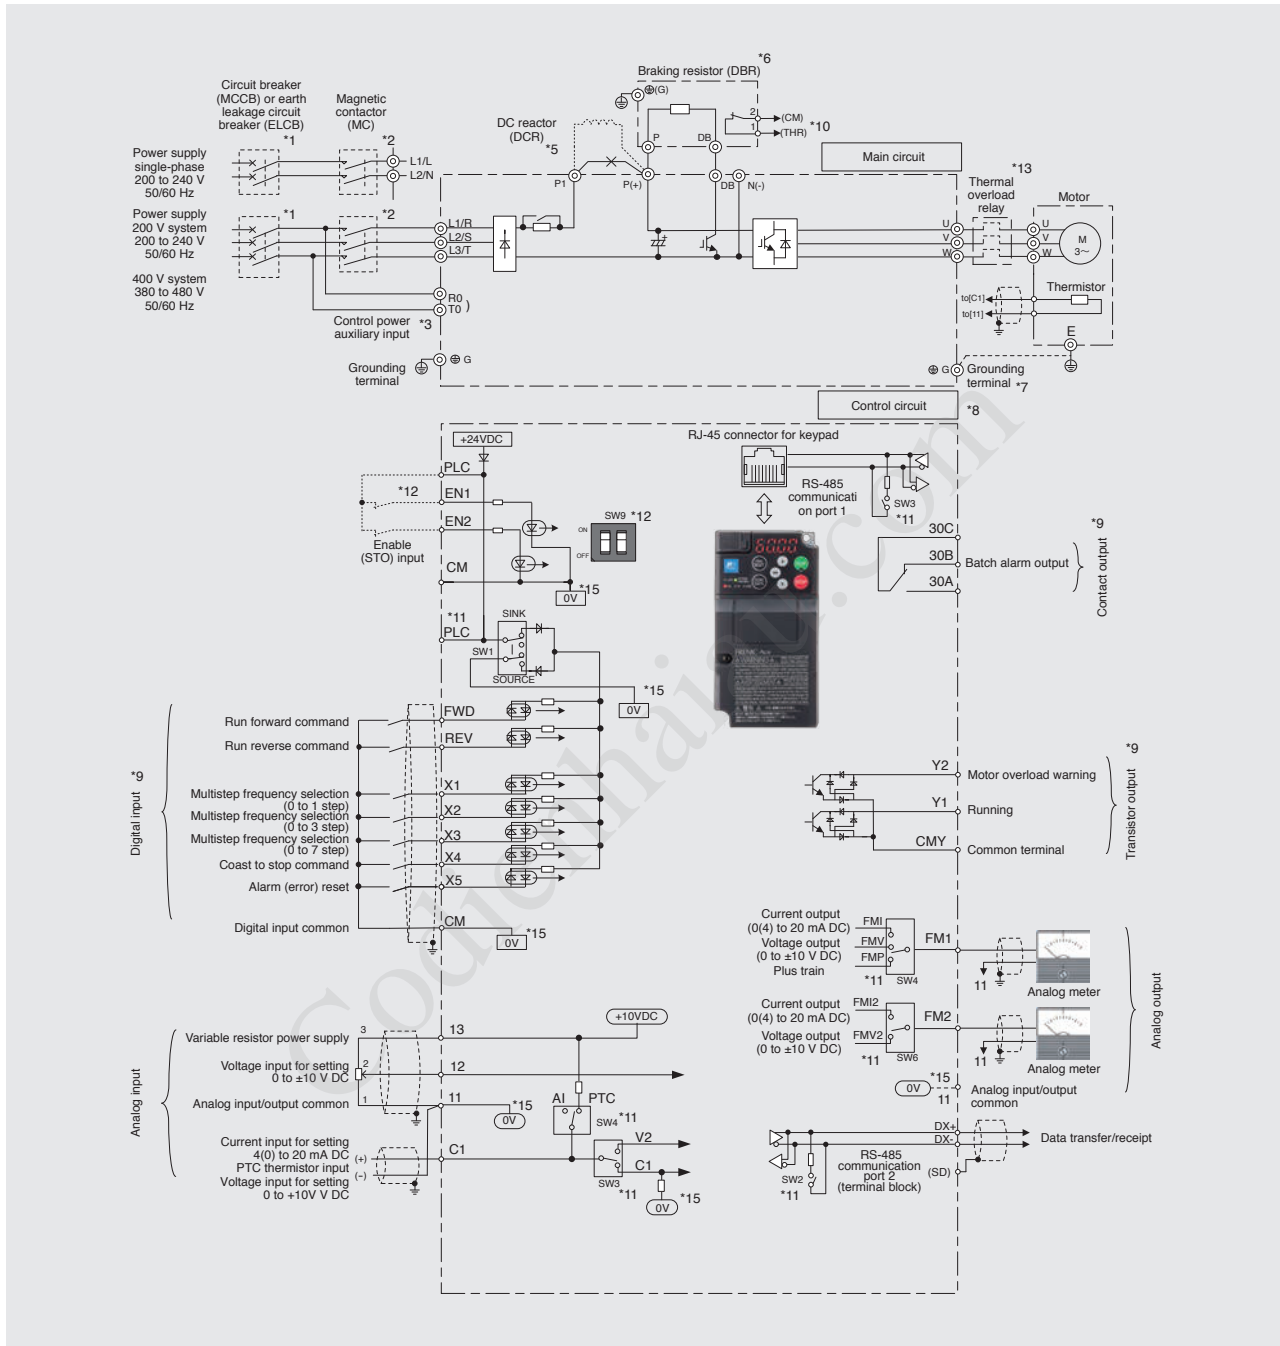 Circuit breaker
(MCCB) or earth
leakage circuit
breaker (ELCB)
*1
Magnetic
contactor
(MC)
*2
Power supply
single-phase
200 to 240 V
50/60 Hz
L1/L
L2/N
Power supply
200 V system
200 to 240 V
50/60 Hz
400 V system
380 to 480 V
50/60 Hz
*1
*2
L1/R
L2/S
L3/T
R0
T0 )
Control power
auxiliary input
*3
Grounding
terminal
G
DC reactor
(DCR)
*5
Braking resistor (DBR)
*6
(G)
P
DB
2
1
(CM)
(THR)
*10
P1
P(+)
DB
N(-)
Main circuit
*13
Thermal
overload
relay
Motor
U
V
W
U
V
W
M
3~
Thermistor
to[C1]
to[11]
E
G
Grounding
terminal *7
Control circuit
*8
+24VDC
PLC
*12
EN1
EN2
Enable
(STO) input
CM
0V
*15
SW9
*12
ON
OFF
RJ-45 connector for keypad
RS-485
communicati
on port 1
SW3
*11
60.00
30C
30B
30A
Batch alarm output
Contact output
*9
*11
PLC
SINK
SW1
SOURCE
*15
0V
Digital input
*9
Run forward command
FWD
Run reverse command
REV
Multistep frequency selection
(0 to 1 step)
X1
Multistep frequency selection
(0 to 3 step)
X2
Multistep frequency selection
(0 to 7 step)
X3
Coast to stop command
X4
Alarm (error) reset
X5
Digital input common
CM
0V
*15
Y2
Motor overload warning
Y1
Running
CMY
Common terminal
Transistor output
*9
Current output
(0(4) to 20 mA DC)
Voltage output
(0 to ±10 V DC)
Plus train
FMI
FMV
FMP
*11
SW4
FM1
11
Analog meter
Current output
(0(4) to 20 mA DC)
Voltage output
(0 to ±10 V DC)
FMI2
FMV2
*11
SW6
FM2
11
Analog meter
Analog output
0V
*15
11
Analog input/output
common
Analog input
Variable resistor power supply
3
13
+10VDC
Voltage input for setting
0 to ±10 V DC
2
12
Analog input/output common
1
11
0V
*15
AI
PTC
SW4
*11
Current input for setting
4(0) to 20 mA DC
PTC thermistor input
Voltage input for setting
0 to +10V V DC
(+)
(−)
C1
V2
C1
SW3
*11
0V
*15
DX+
DX-
Data transfer/receipt
RS-485
communication
port 2
(terminal block)
(SD)
SW2
*11
Codienhainu.com